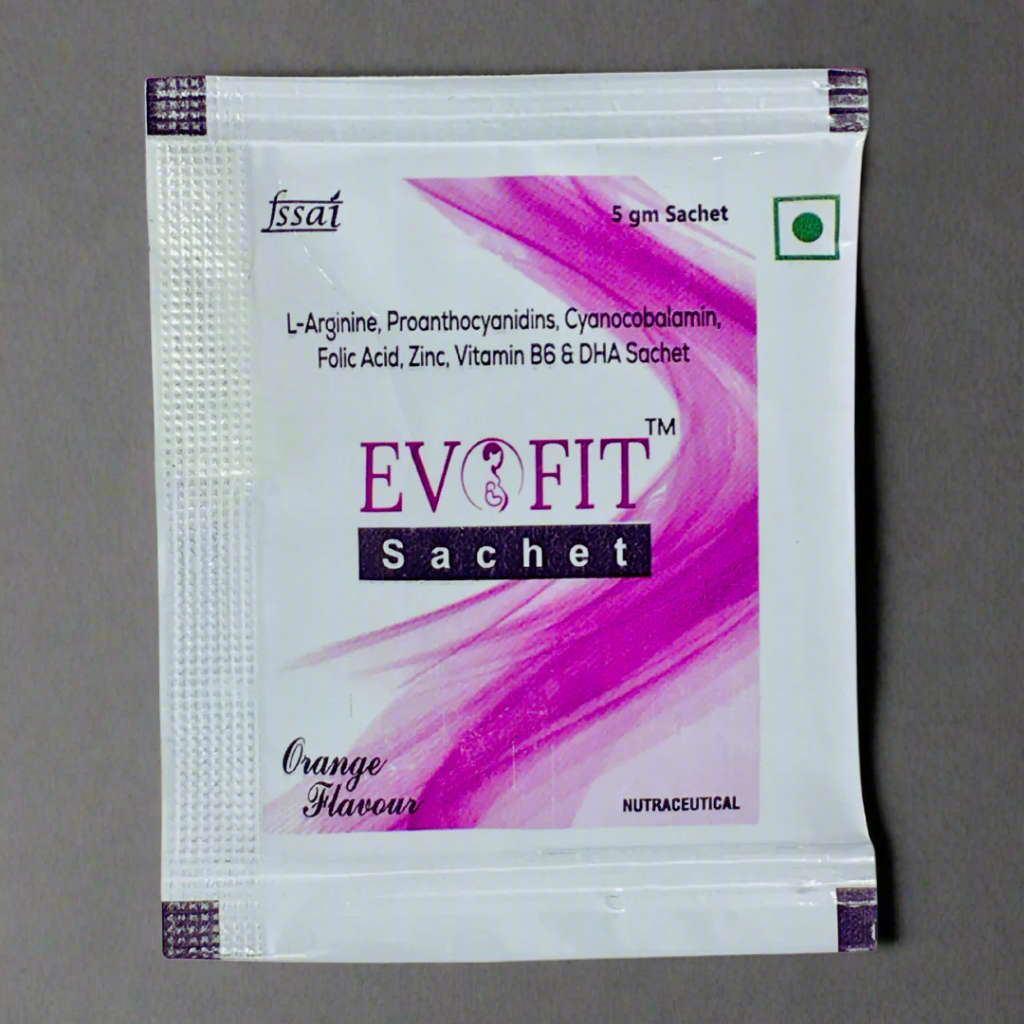 fssai
5 gm Sachet
L-Arginine, Proanthocyanidins, Cyanocobalamin,
Folic Acid, Zinc, Vitamin B6 & DHA Sachet
EVOFIT™
Sachet
Orange
Flavour
NUTRACEUTICAL